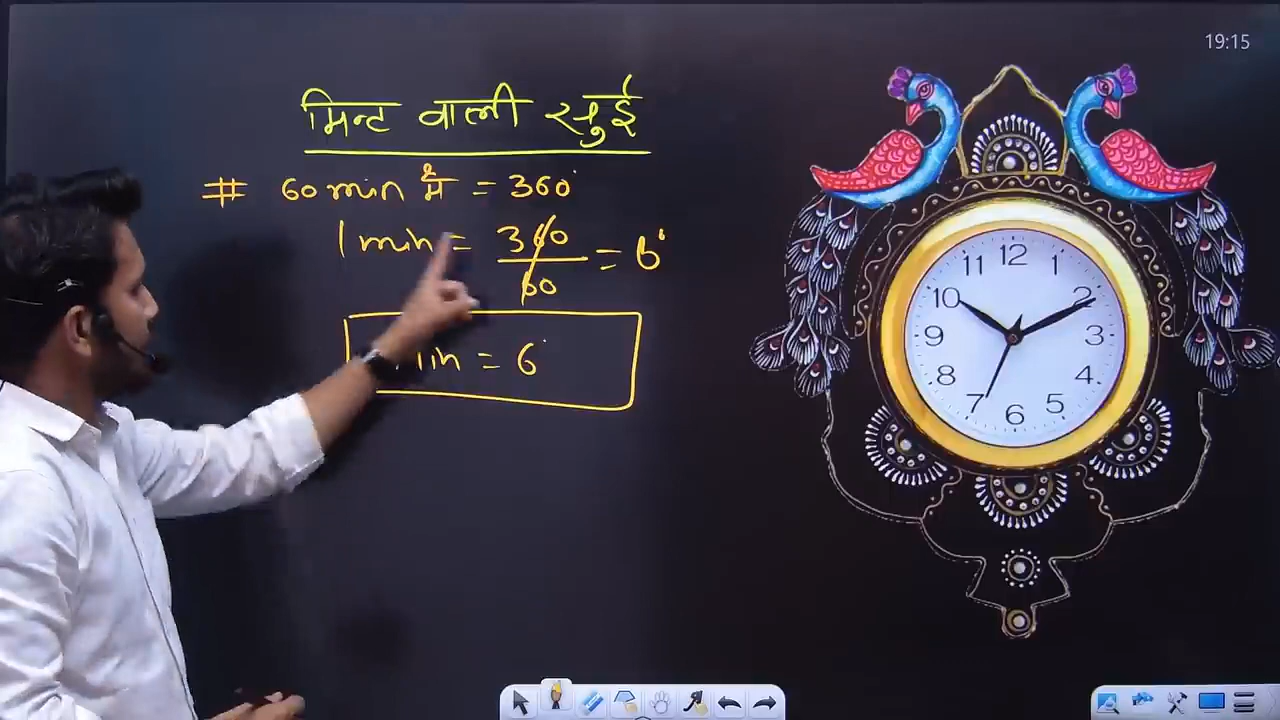 19:15
मिन्ट वाली सुई
# 60 min में = 360°
1 min = 360/60 = 6°
min = 6°
12
11 1
10 2
9 3
8 4
7 5
6